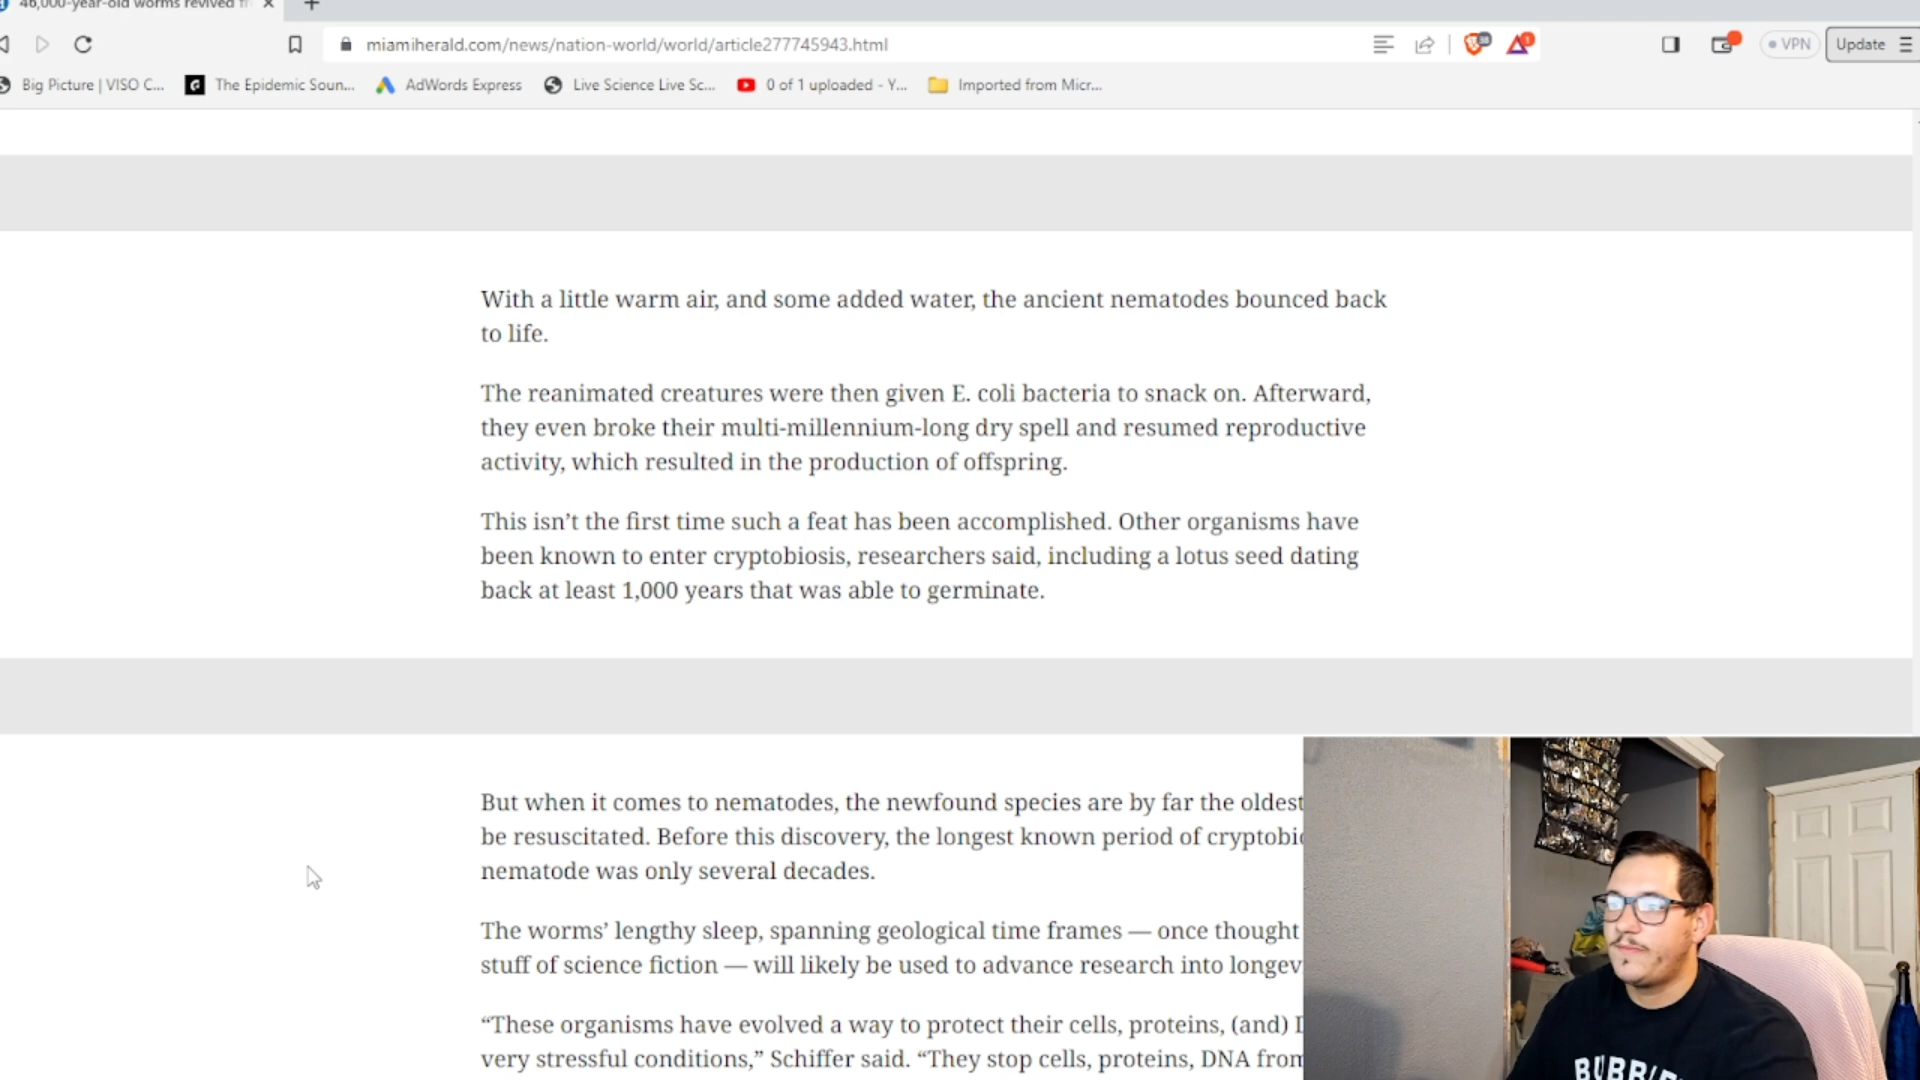 46,000-year-old worms revived
miamiherald.com/news/nation-world/world/article277745943.html
VPN
Update
Big Picture | VISO C...
The Epidemic Soun...
AdWords Express
Live Science Live Sc...
0 of 1 uploaded - Y...
Imported from Micr...
With a little warm air, and some added water, the ancient nematodes bounced back
to life.
The reanimated creatures were then given E. coli bacteria to snack on. Afterward,
they even broke their multi-millennium-long dry spell and resumed reproductive
activity, which resulted in the production of offspring.
This isn’t the first time such a feat has been accomplished. Other organisms have
been known to enter cryptobiosis, researchers said, including a lotus seed dating
back at least 1,000 years that was able to germinate.
But when it comes to nematodes, the newfound species are by far the oldest
be resuscitated. Before this discovery, the longest known period of cryptobio
nematode was only several decades.
The worms’ lengthy sleep, spanning geological time frames — once thought
stuff of science fiction — will likely be used to advance research into longev
“These organisms have evolved a way to protect their cells, proteins, (and)
very stressful conditions,” Schiffer said. “They stop cells, proteins, DNA from